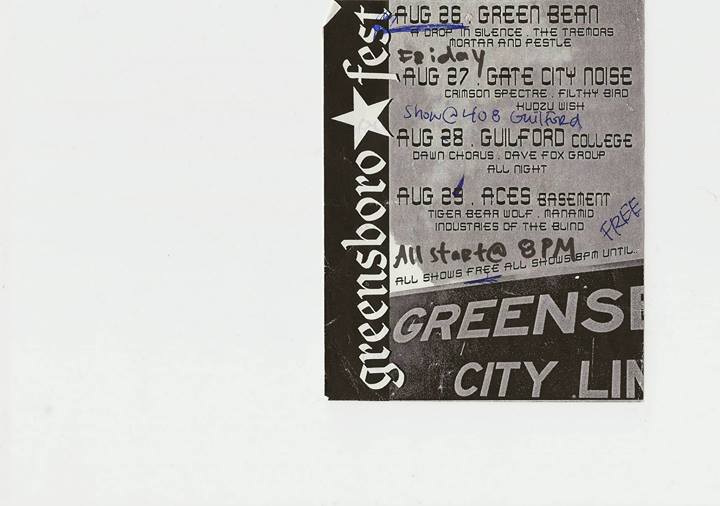 greensboro fest
AUG 26 . GREEN BEAN
A DROP IN SILENCE . THE TREMORS
MORTAR AND PESTLE
Friday
AUG 27 . GATE CITY NOISE
CRIMSON SPECTRE . FILTHY BIRD
KUDZU WISH
Show @ 408 Guilford
AUG 28 . GUILFORD COLLEGE
DAWN CHORUS . DAVE FOX GROUP
ALL NIGHT
AUG 29 . ACES BASEMENT
TIGER BEAR WOLF . MANAMID
INDUSTRIES OF THE BLIND
FREE
All start @ 8PM
ALL SHOWS FREE ALL SHOWS 8PM UNTIL...
GREENSB
CITY LIM